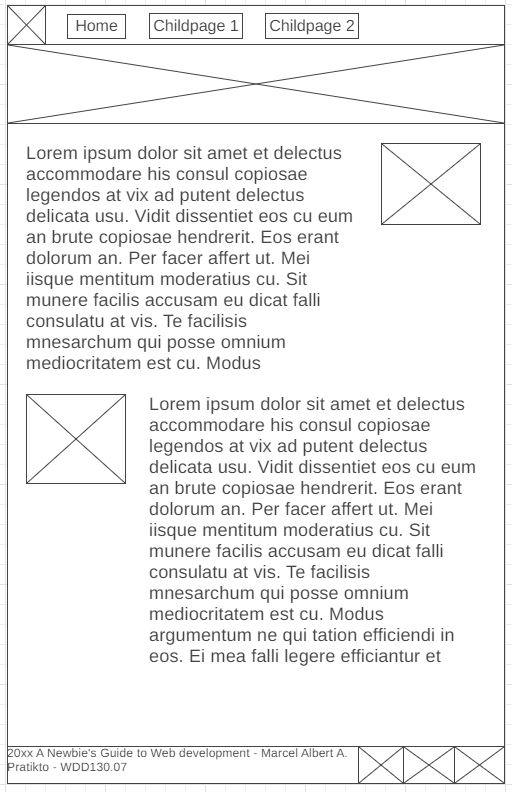 Home Childpage 1 Childpage 2
Lorem ipsum dolor sit amet et delectus
accommodare his consul copiosae
legendos at vix ad putent delectus
delicata usu. Vidit dissentiet eos cu eum
an brute copiosae hendrerit. Eos erant
dolorum an. Per facer affert ut. Mei
iisque mentitum moderatius cu. Sit
munere facilis accusam eu dicat falli
consulatu at vis. Te facilisis
mnesarchum qui posse omnium
mediocritatem est cu. Modus
Lorem ipsum dolor sit amet et delectus
accommodare his consul copiosae
legendos at vix ad putent delectus
delicata usu. Vidit dissentiet eos cu eum
an brute copiosae hendrerit. Eos erant
dolorum an. Per facer affert ut. Mei
iisque mentitum moderatius cu. Sit
munere facilis accusam eu dicat falli
consulatu at vis. Te facilisis
mnesarchum qui posse omnium
mediocritatem est cu. Modus
argumentum ne qui tation efficiendi in
eos. Ei mea falli legere efficiantur et
20xx A Newbie's Guide to Web development - Marcel Albert A.
Pratikto - WDD130.07